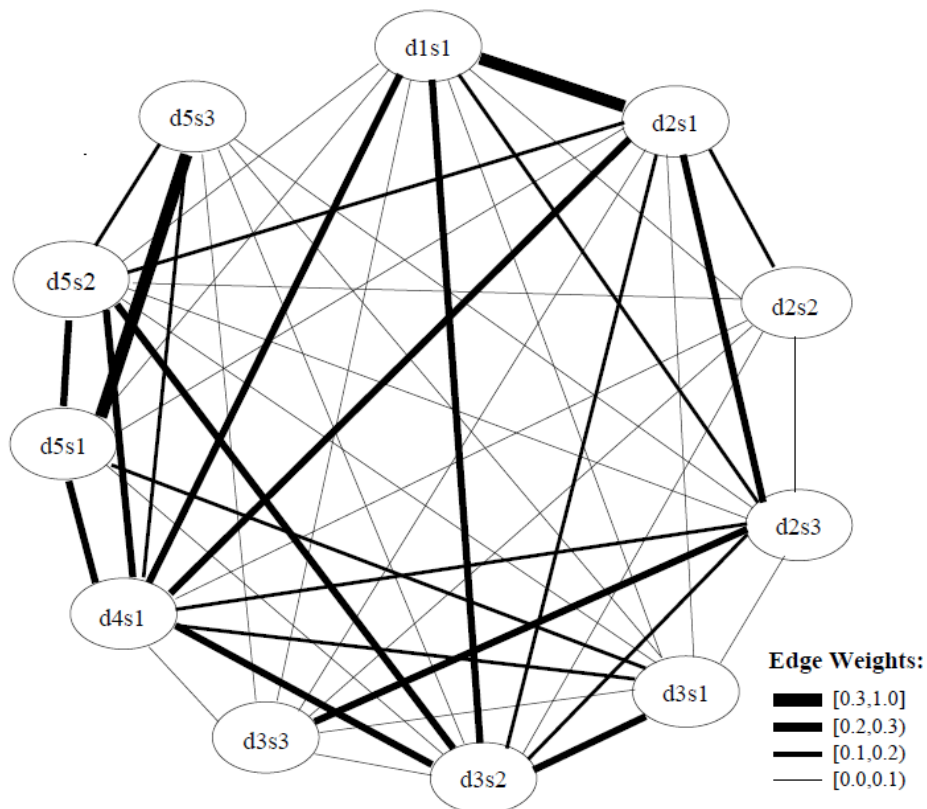 d1s1
d5s3
d2s1
d5s2
d2s2
d5s1
d2s3
d4s1
d3s1
d3s3
d3s2
Edge Weights:
[0.3,1.0]
[0.2,0.3)
[0.1,0.2)
[0.0,0.1)